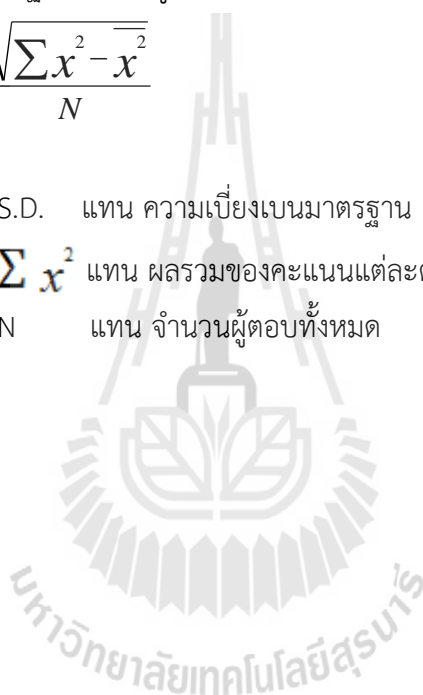 √∑x² - x̄²
N
S.D. แทน ความเบี่ยงเบนมาตรฐาน
∑ x² แทน ผลรวมของคะแนนแต่ละ
N แทน จำนวนผู้ตอบทั้งหมด
มหาวิทยาลัยเทคโนโลยีสุรนารี